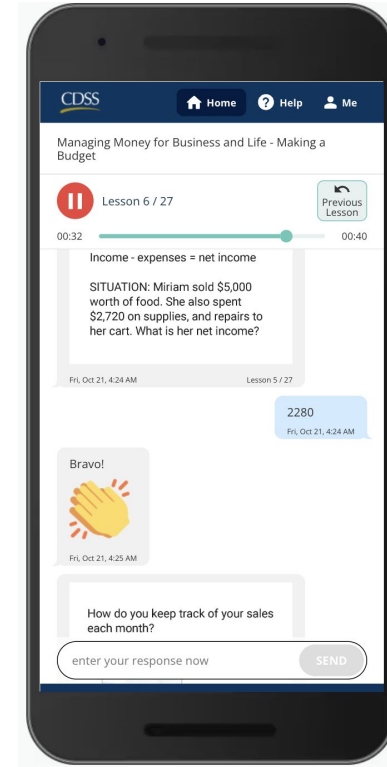 CDSS
Home
Help
Me
Managing Money for Business and Life - Making a
Budget
Lesson 6 / 27
Previous
Lesson
00:32
00:40
Income - expenses = net income
SITUATION: Miriam sold $5,000
worth of food. She also spent
$2,720 on supplies, and repairs to
her cart. What is her net income?
Fri, Oct 21, 4:24 AM
Lesson 5 / 27
2280
Fri, Oct 21, 4:24 AM
Bravo!
Fri, Oct 21, 4:25 AM
How do you keep track of your sales
each month?
enter your response now
SEND